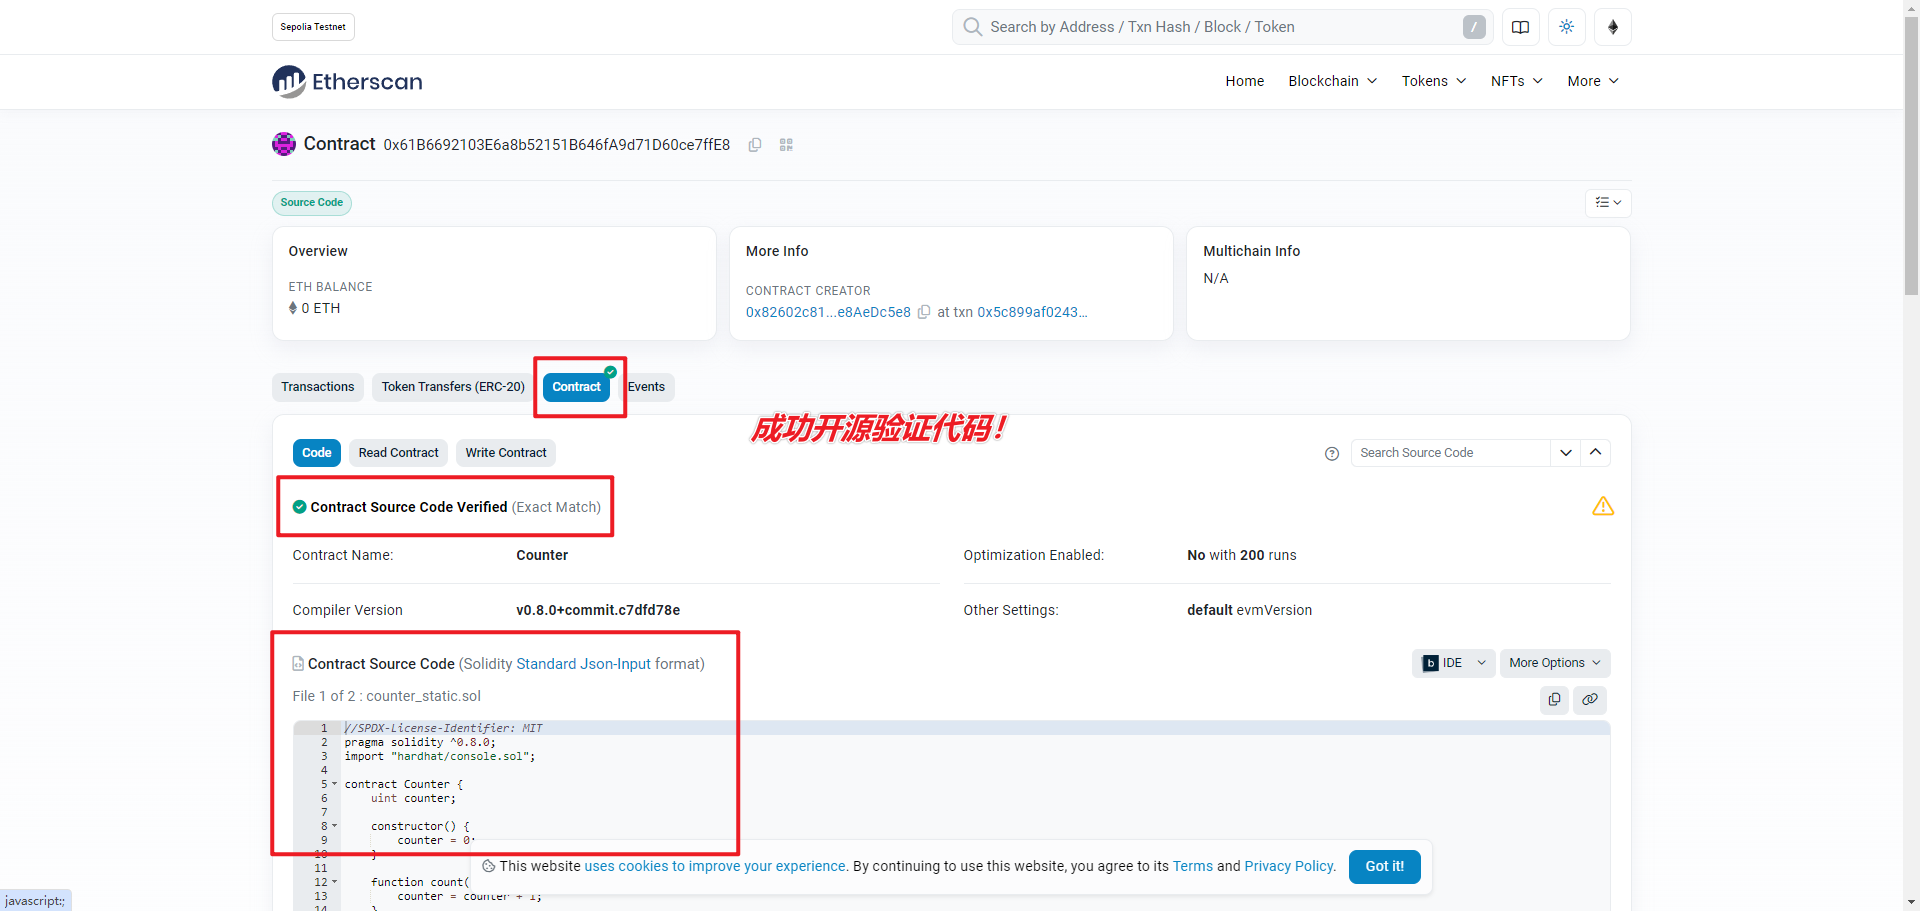 Sepolia Testnet
Search by Address / Txn Hash / Block / Token
/
Etherscan
Home Blockchain Tokens NFTs More
Contract 0x61B6692103E6a8b52151B646fA9d71D60ce7ffE8
Source Code
Overview
ETH BALANCE
0 ETH
More Info
CONTRACT CREATOR
0x82602c81...e8AeDc5e8 at txn 0x5c899af0243...
Multichain Info
N/A
Transactions Token Transfers (ERC-20) Contract Events
成功开源验证代码！
Code Read Contract Write Contract
Search Source Code
Contract Source Code Verified (Exact Match)
Contract Name: Counter
Optimization Enabled: No with 200 runs
Compiler Version v0.8.0+commit.c7dfd78e
Other Settings: default evmVersion
Contract Source Code (Solidity Standard Json-Input format)
IDE More Options
File 1 of 2 : counter_static.sol
1 //SPDX-License-Identifier: MIT
2 pragma solidity ^0.8.0;
3 import "hardhat/console.sol";
4
5 contract Counter {
6 uint counter;
7
8 constructor() {
9 counter = 0;
10 }
11
12 function count(
13 counter = counter + 1;
14 }
This website uses cookies to improve your experience. By continuing to use this website, you agree to its Terms and Privacy Policy.
Got it!
javascript:;